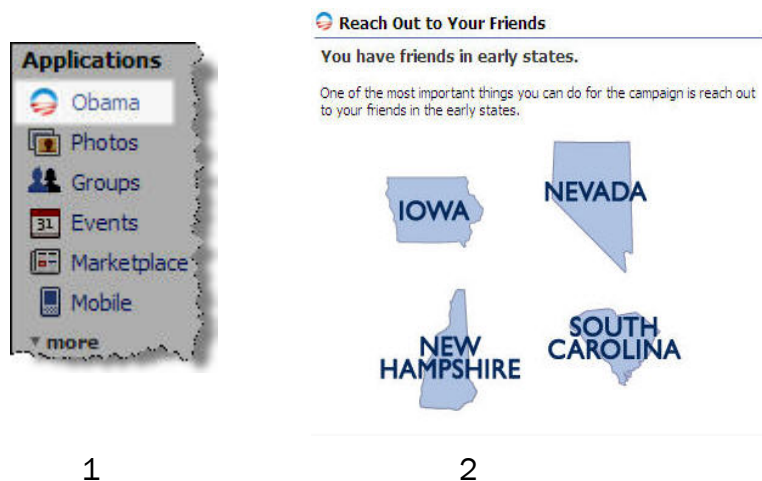 Applications
Obama
Photos
Groups
31 Events
Marketplace
Mobile
more
Reach Out to Your Friends
You have friends in early states.
One of the most important things you can do for the campaign is reach out
to your friends in the early states.
IOWA
NEVADA
NEW
HAMPSHIRE
SOUTH
CAROLINA
1
2